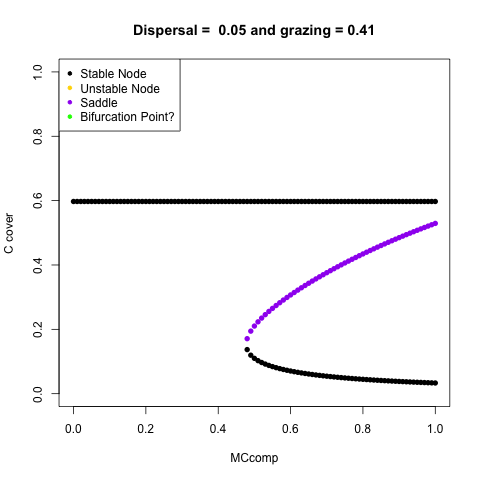 Dispersal =  0.05 and grazing = 0.41
Stable Node
Unstable Node
Saddle
Bifurcation Point?
C cover
1.0
0.8
0.6
0.4
0.2
0.0
0.0 0.2 0.4 0.6 0.8 1.0
MCcomp